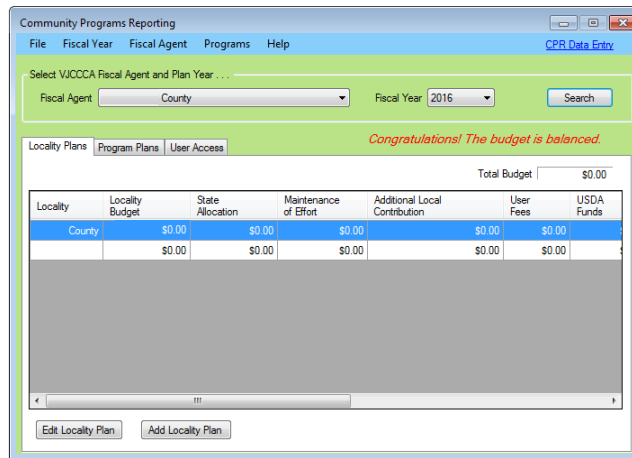 Community Programs Reporting
File Fiscal Year Fiscal Agent Programs Help CPR Data Entry
Select VJCCCA Fiscal Agent and Plan Year . . .
Fiscal Agent County Fiscal Year 2016 Search
Congratulations! The budget is balanced.
Locality Plans Program Plans User Access
Total Budget $0.00
Locality Locality Budget State Allocation Maintenance of Effort Additional Local Contribution User Fees USDA Funds
County $0.00 $0.00 $0.00 $0.00 $0.00
$0.00 $0.00 $0.00 $0.00 $0.00
Edit Locality Plan Add Locality Plan